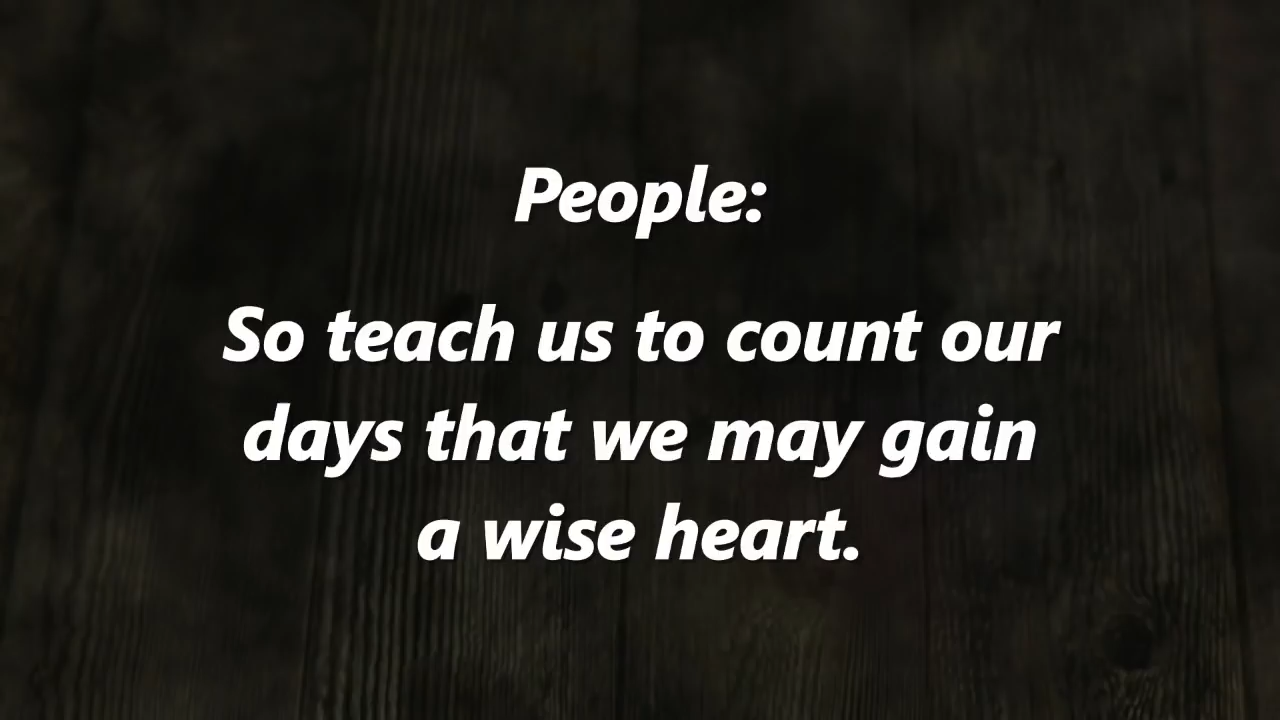 People:
So teach us to count our
days that we may gain
a wise heart.